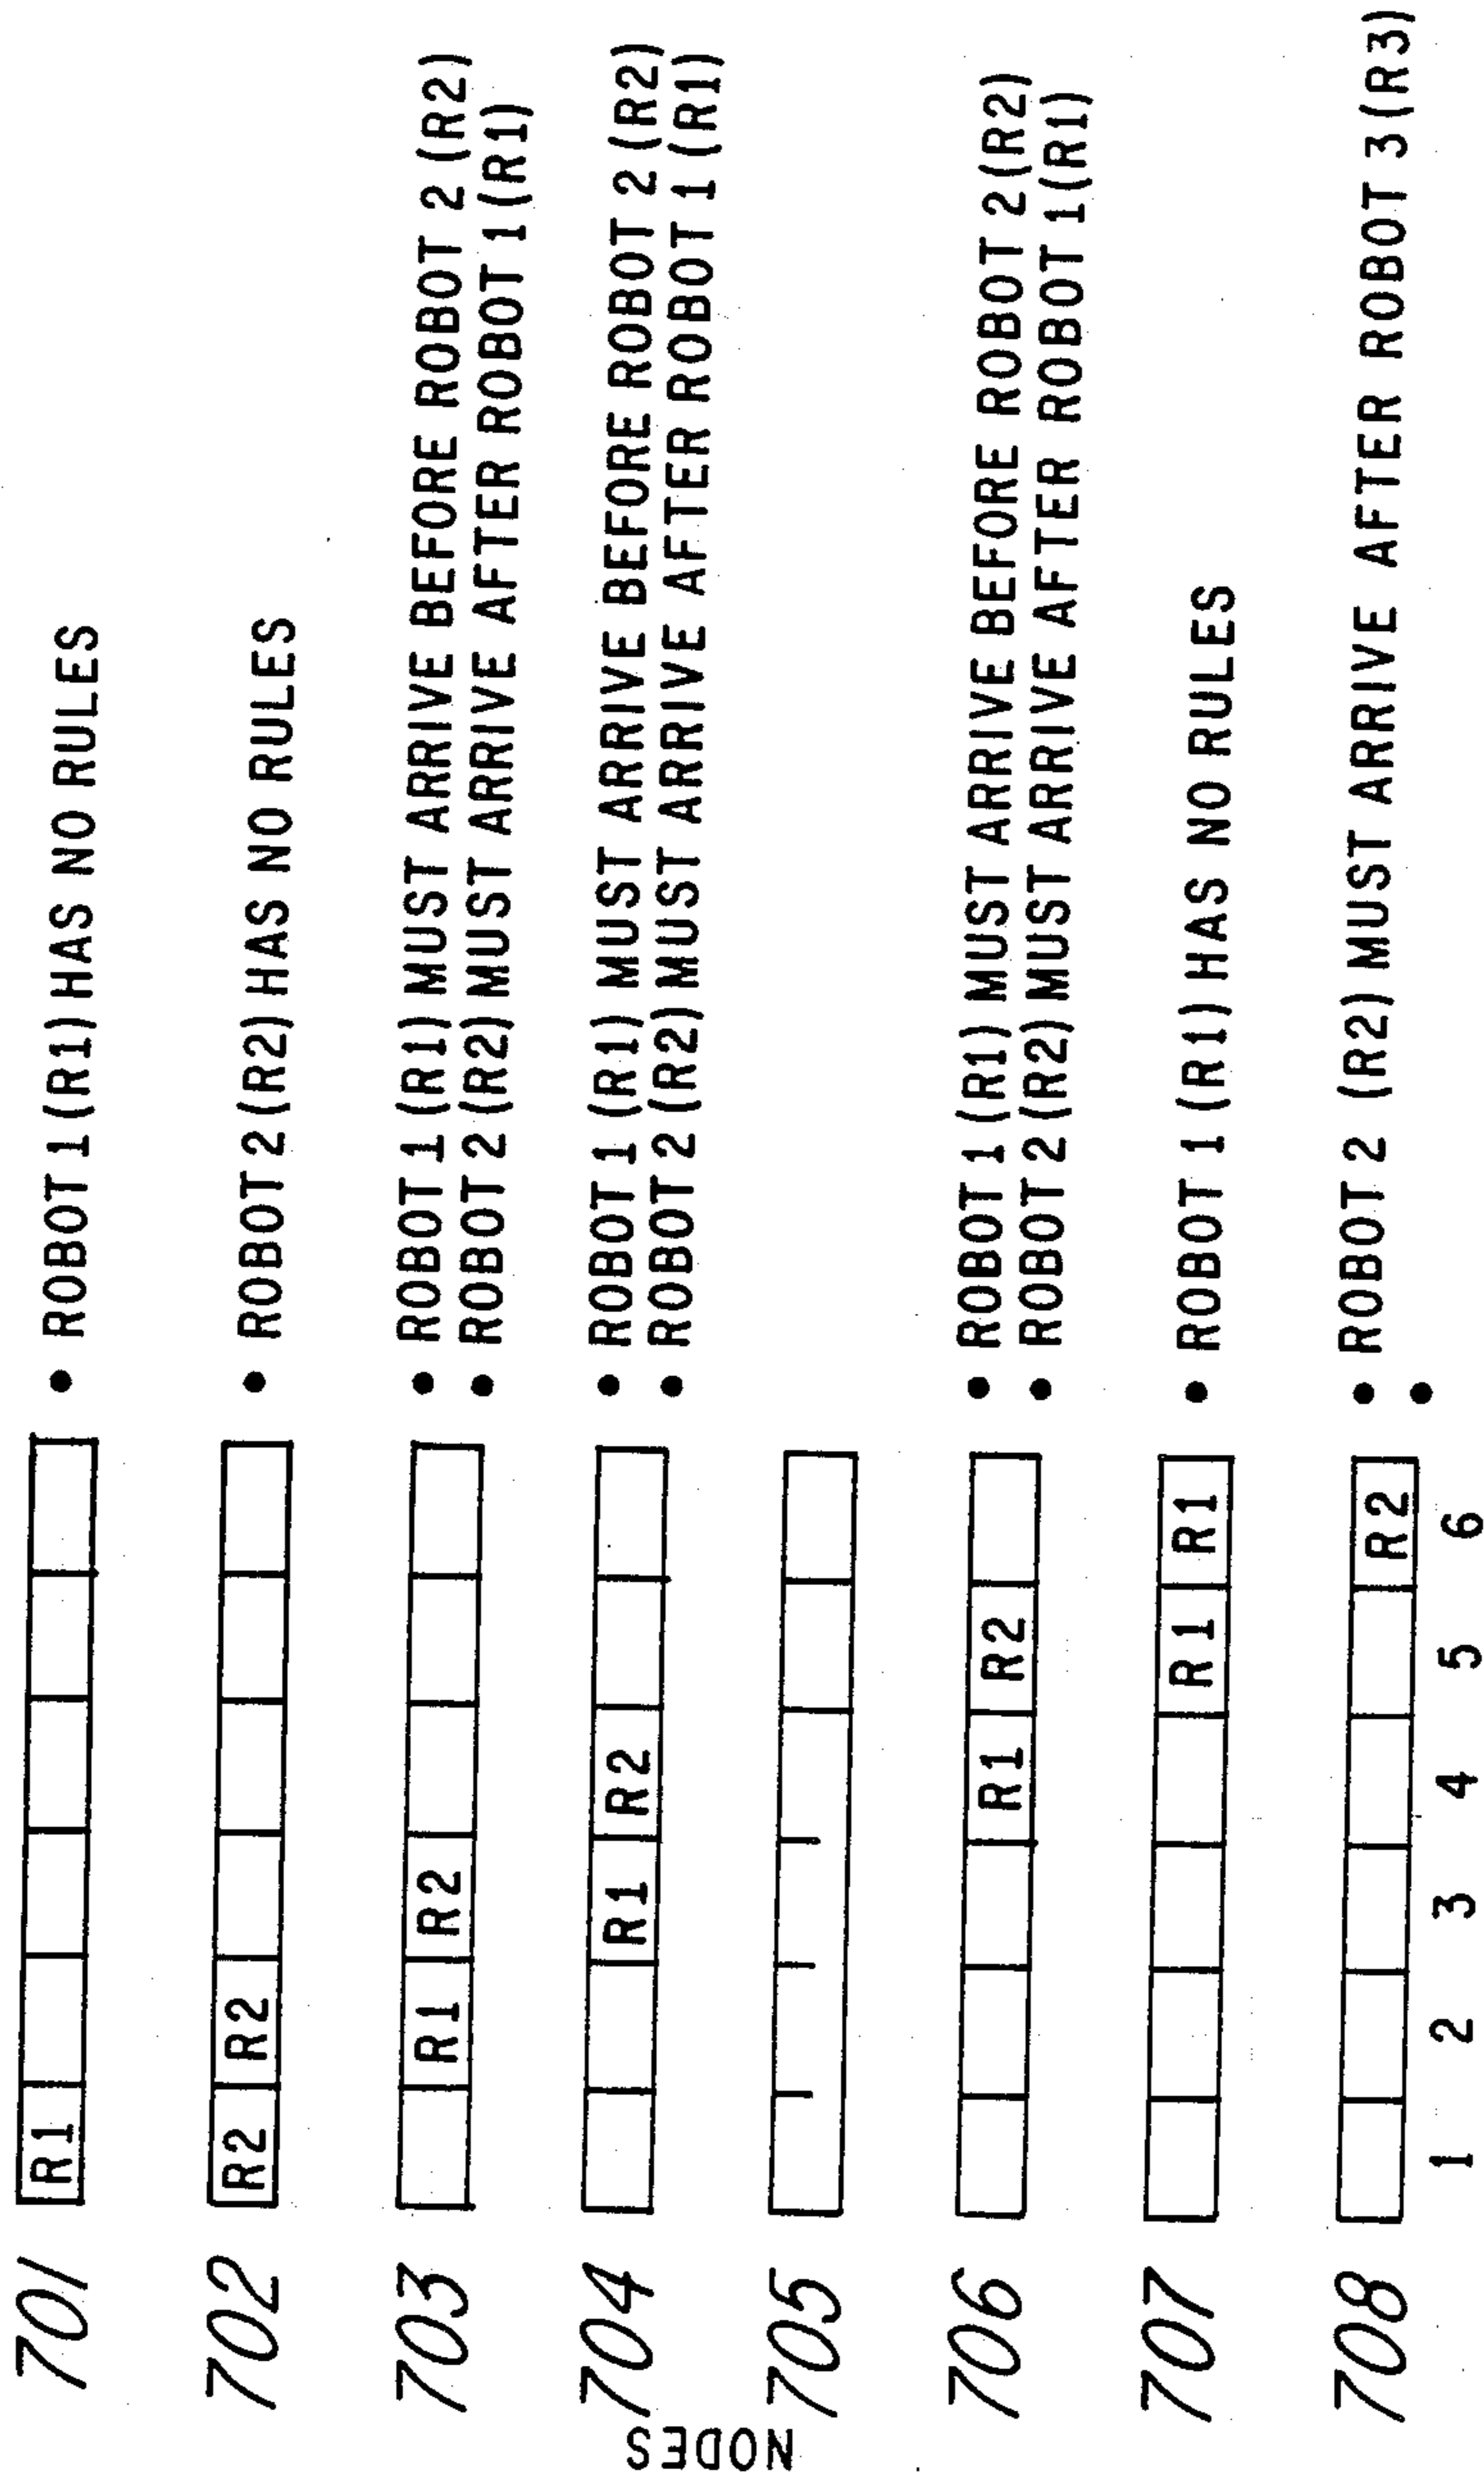 701 R1 • ROBOT 1 (R1) HAS NO RULES
702 R2 R2 • ROBOT 2 (R2) HAS NO RULES
703 R1 R2 • ROBOT 1 (R1) MUST ARRIVE BEFORE ROBOT 2 (R2)
• ROBOT 2 (R2) MUST ARRIVE AFTER ROBOT 1 (R1)
704 R1 R2 • ROBOT 1 (R1) MUST ARRIVE BEFORE ROBOT 2 (R2)
• ROBOT 2 (R2) MUST ARRIVE AFTER ROBOT 1 (R1)
705
706 R1 R2 • ROBOT 1 (R1) MUST ARRIVE BEFORE ROBOT 2 (R2)
• ROBOT 2 (R2) MUST ARRIVE AFTER ROBOT 1 (R1)
707 R1 R1 • ROBOT 1 (R1) HAS NO RULES
708 R2 • ROBOT 2 (R2) MUST ARRIVE AFTER ROBOT 3 (R3)
•
1 2 3 4 5 6
NODES